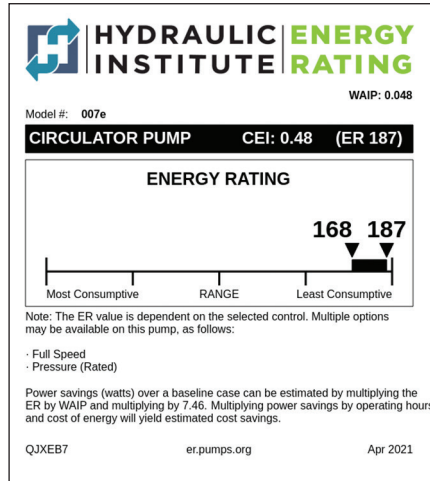 HYDRAULIC INSTITUTE
ENERGY RATING
WAIP: 0.048
Model #: 007e
CIRCULATOR PUMP CEI: 0.48 (ER 187)
ENERGY RATING
168 187
Most Consumptive RANGE Least Consumptive
Note: The ER value is dependent on the selected control. Multiple options
may be available on this pump, as follows:
· Full Speed
· Pressure (Rated)
Power savings (watts) over a baseline case can be estimated by multiplying the
ER by WAIP and multiplying by 7.46. Multiplying power savings by operating hours
and cost of energy will yield estimated cost savings.
QJXEB7 er.pumps.org Apr 2021